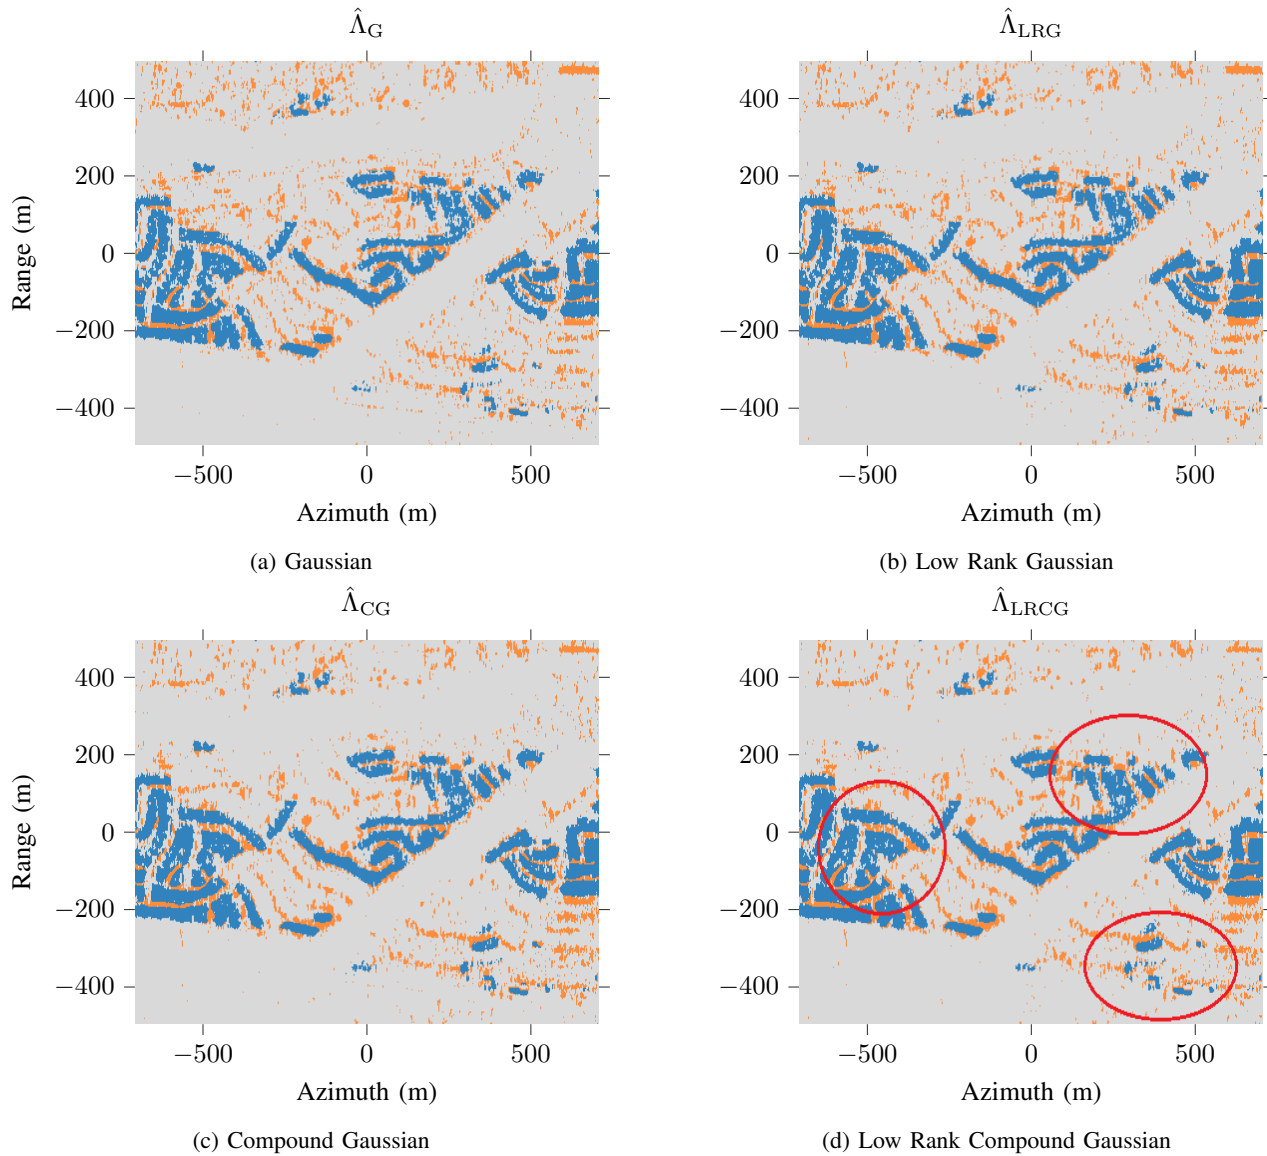 Λ̂G
Λ̂LRG
400
200
0
−200
−400
Range (m)
−500 0 500
Azimuth (m)
400
200
0
−200
−400
−500 0 500
Azimuth (m)
(a) Gaussian
(b) Low Rank Gaussian
Λ̂CG
Λ̂LRCG
400
200
0
−200
−400
Range (m)
−500 0 500
Azimuth (m)
400
200
0
−200
−400
−500 0 500
Azimuth (m)
(c) Compound Gaussian
(d) Low Rank Compound Gaussian